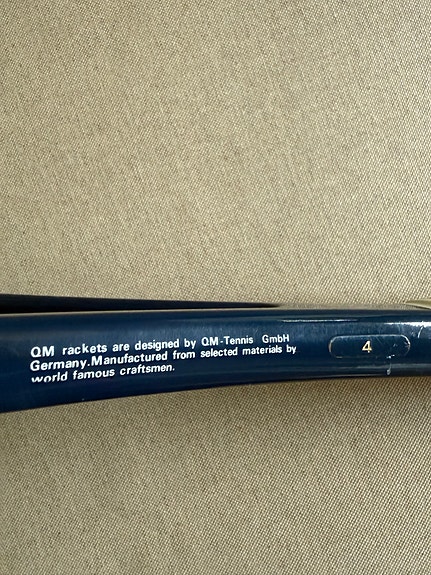 QM rackets are designed by QM-Tennis GmbH
Germany.Manufactured from selected materials by
world famous craftsmen.
4